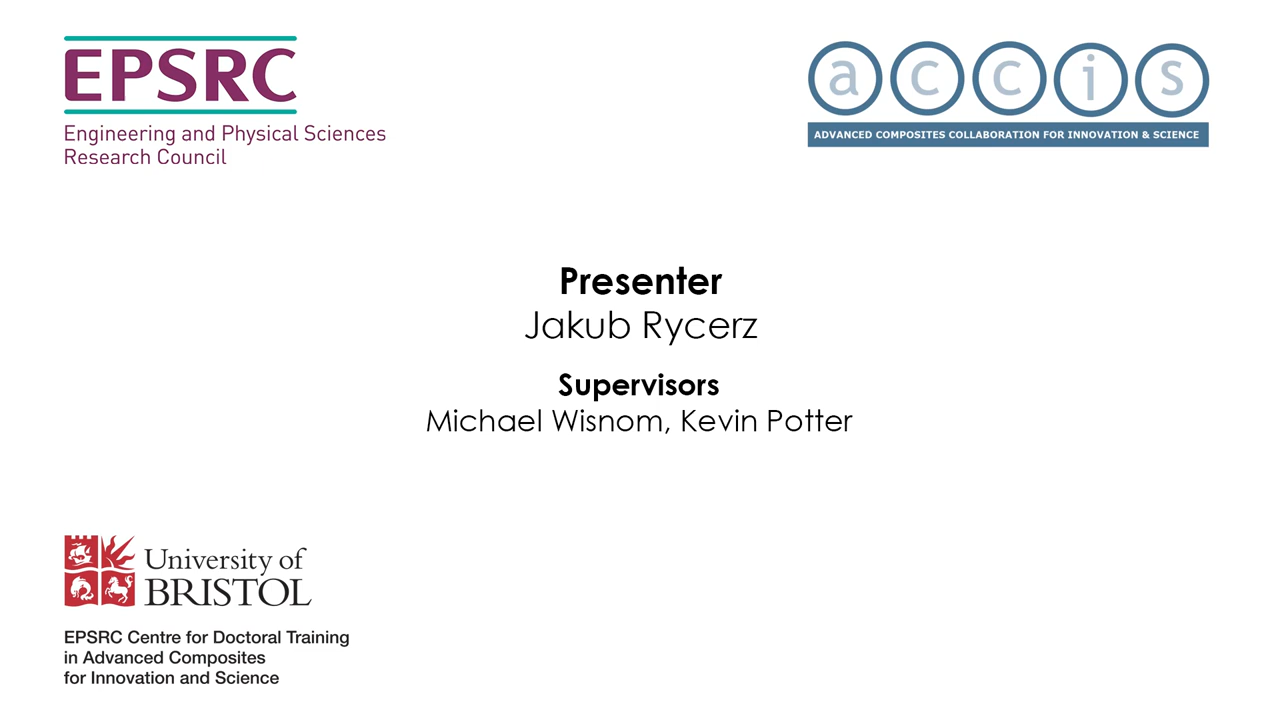 EPSRC
Engineering and Physical Sciences
Research Council
accis
ADVANCED COMPOSITES COLLABORATION FOR INNOVATION & SCIENCE
Presenter
Jakub Rycerz
Supervisors
Michael Wisnom, Kevin Potter
University of
BRISTOL
EPSRC Centre for Doctoral Training
in Advanced Composites
for Innovation and Science